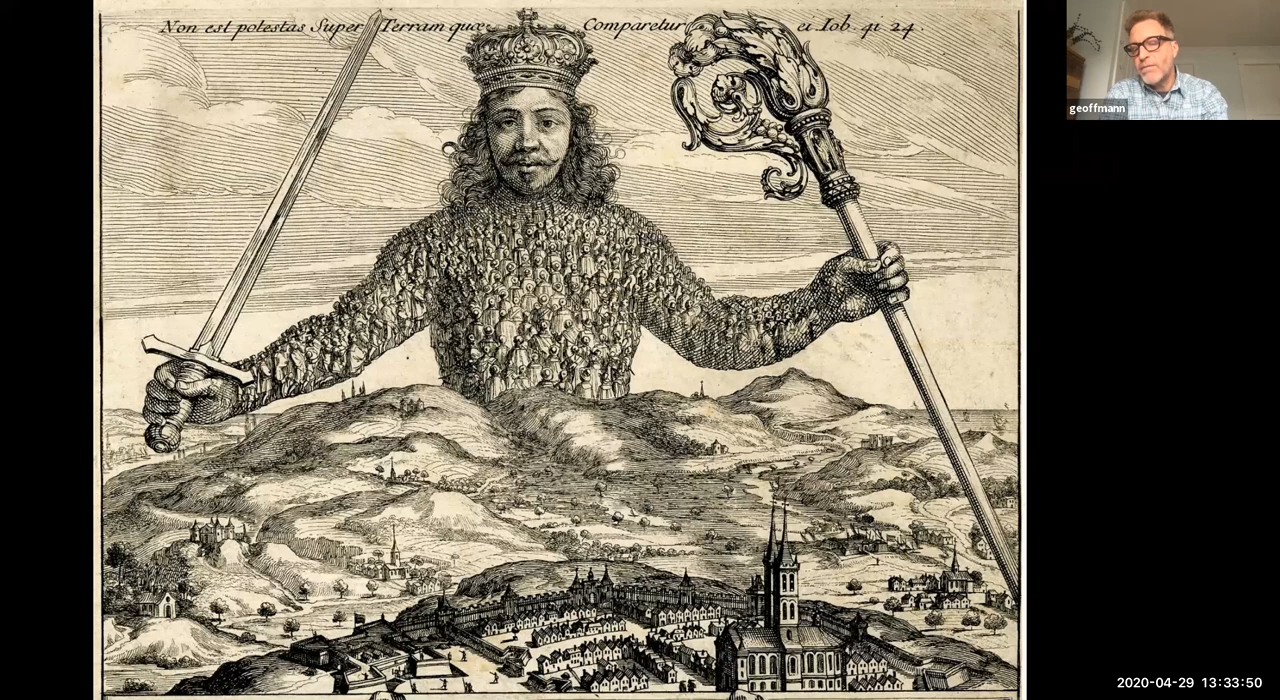 Non est potestas Super Terram quæ Comparetur ei Iob. 41 24.
geoffmann
2020-04-29 13:33:50